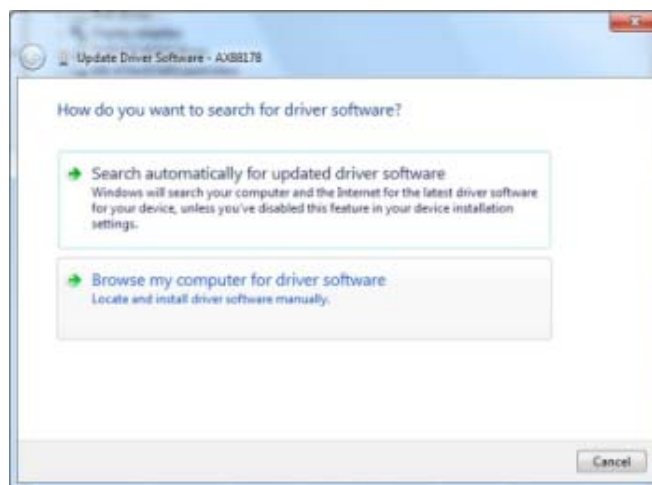 Update Driver Software - AX88178
How do you want to search for driver software?
Search automatically for updated driver software
Windows will search your computer and the Internet for the latest driver software
for your device, unless you've disabled this feature in your device installation
settings.
Browse my computer for driver software
Locate and install driver software manually.
Cancel